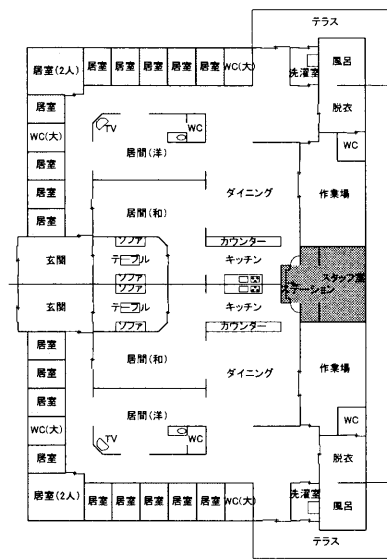 テラス
居室(2人)
居室
居室
居室
居室
居室
WC(大)
洗濯室
風呂
脱衣
居室
WC(大)
居室
居室
居室
TV
WC
居間(洋)
WC
居間(和)
ダイニング
作業場
玄関
ソファ
テーブル
ソファ
カウンター
キッチン
スタッフ室
ステーション
玄関
ソファ
テーブル
ソファ
キッチン
カウンター
居室
居室
居室
WC(大)
居室
居間(和)
ダイニング
作業場
居間(洋)
TV
WC
WC
脱衣
居室(2人)
居室
居室
居室
居室
居室
WC(大)
洗濯室
風呂
テラス